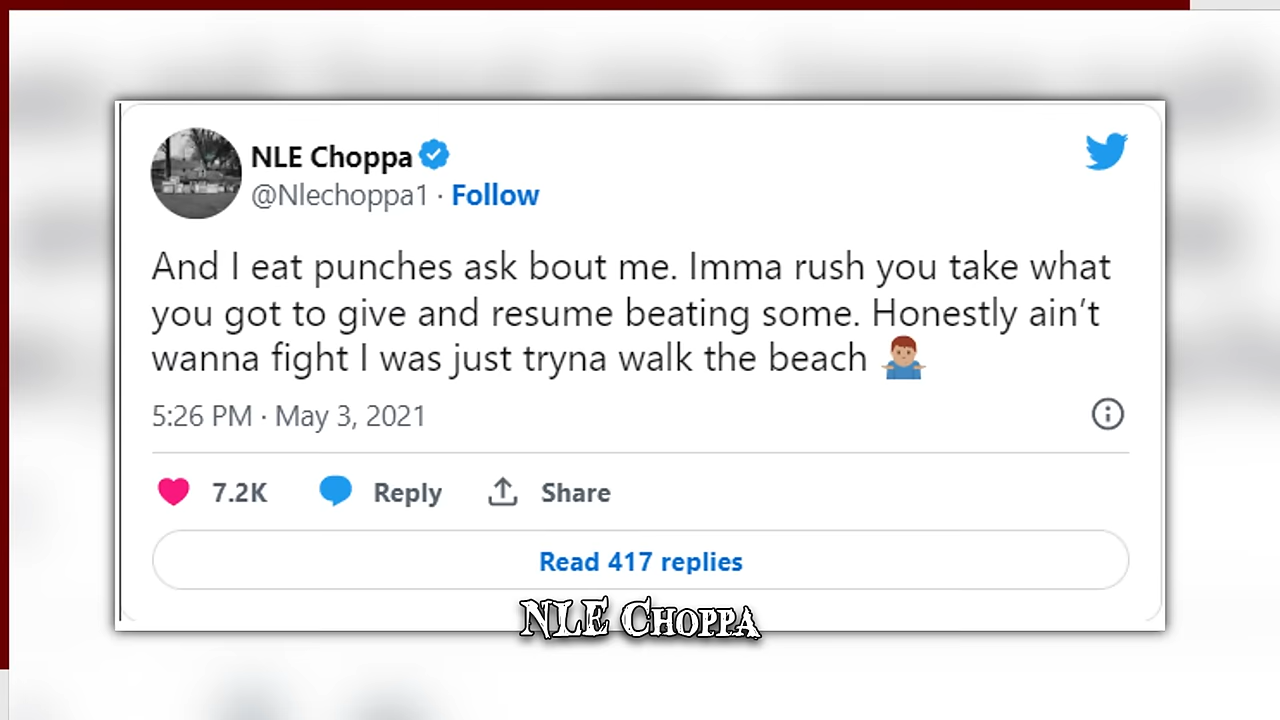 NLE Choppa
@Nlechoppa1 · Follow
And I eat punches ask bout me. Imma rush you take what
you got to give and resume beating some. Honestly ain’t
wanna fight I was just tryna walk the beach 🤷🏽‍♂️
5:26 PM · May 3, 2021
7.2K Reply Share
Read 417 replies
NLE Choppa